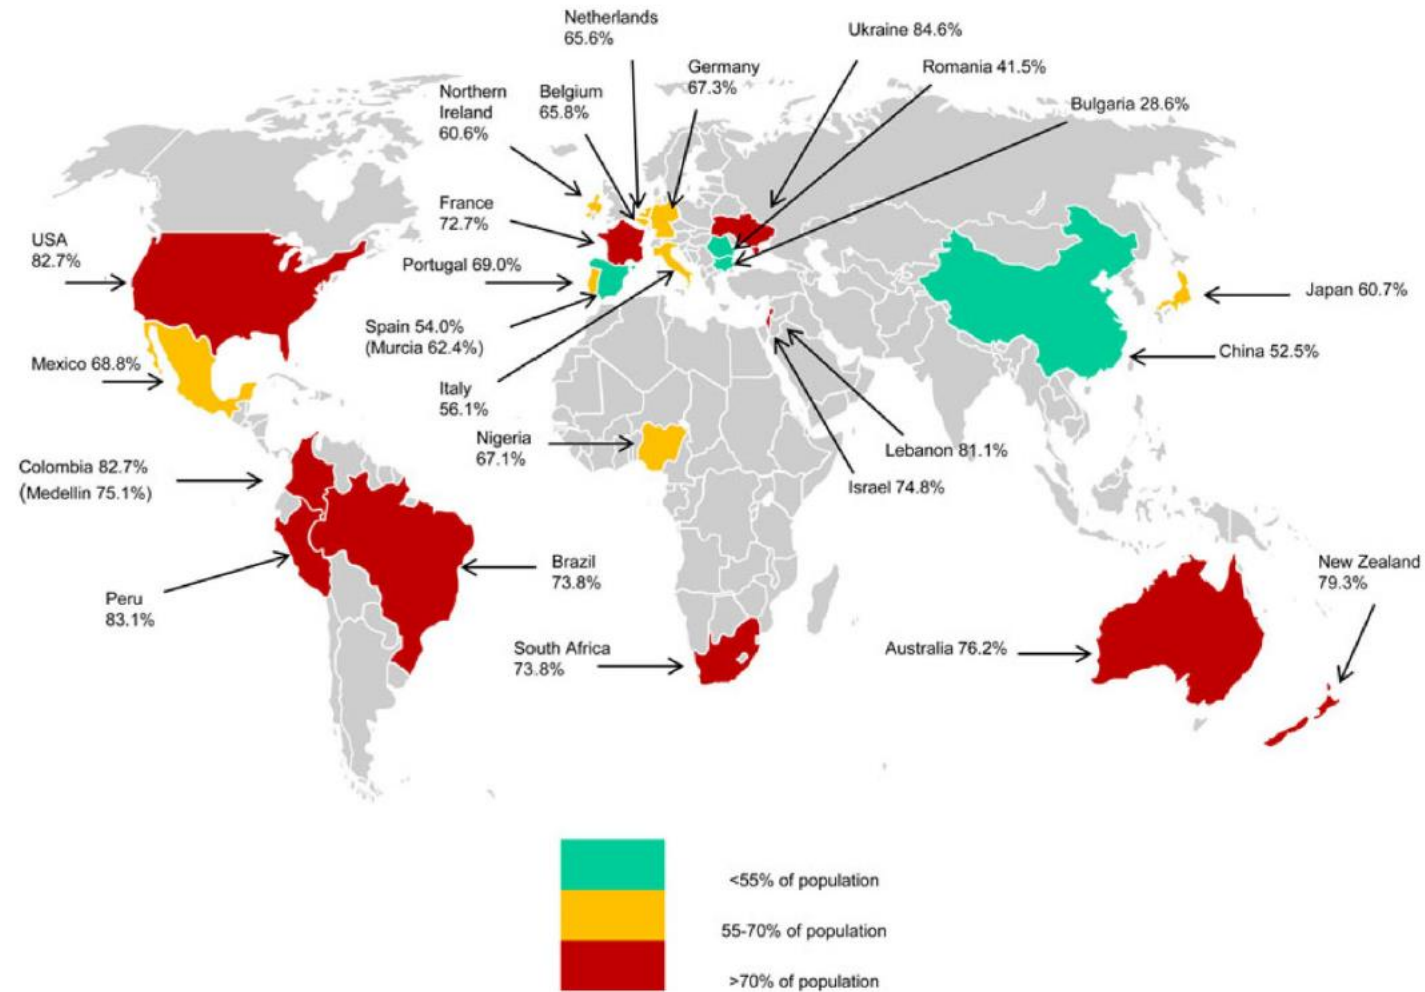 Netherlands
65.6%
Ukraine 84.6%
Romania 41.5%
Germany
67.3%
Northern
Ireland
60.6%
Belgium
65.8%
Bulgaria 28.6%
France
72.7%
USA
82.7%
Portugal 69.0%
Japan 60.7%
Spain 54.0%
(Murcia 62.4%)
China 52.5%
Mexico 68.8%
Italy
56.1%
Nigeria
67.1%
Lebanon 81.1%
Israel 74.8%
Colombia 82.7%
(Medellin 75.1%)
Brazil
73.8%
New Zealand
79.3%
Peru
83.1%
South Africa
73.8%
Australia 76.2%
<55% of population
55-70% of population
>70% of population